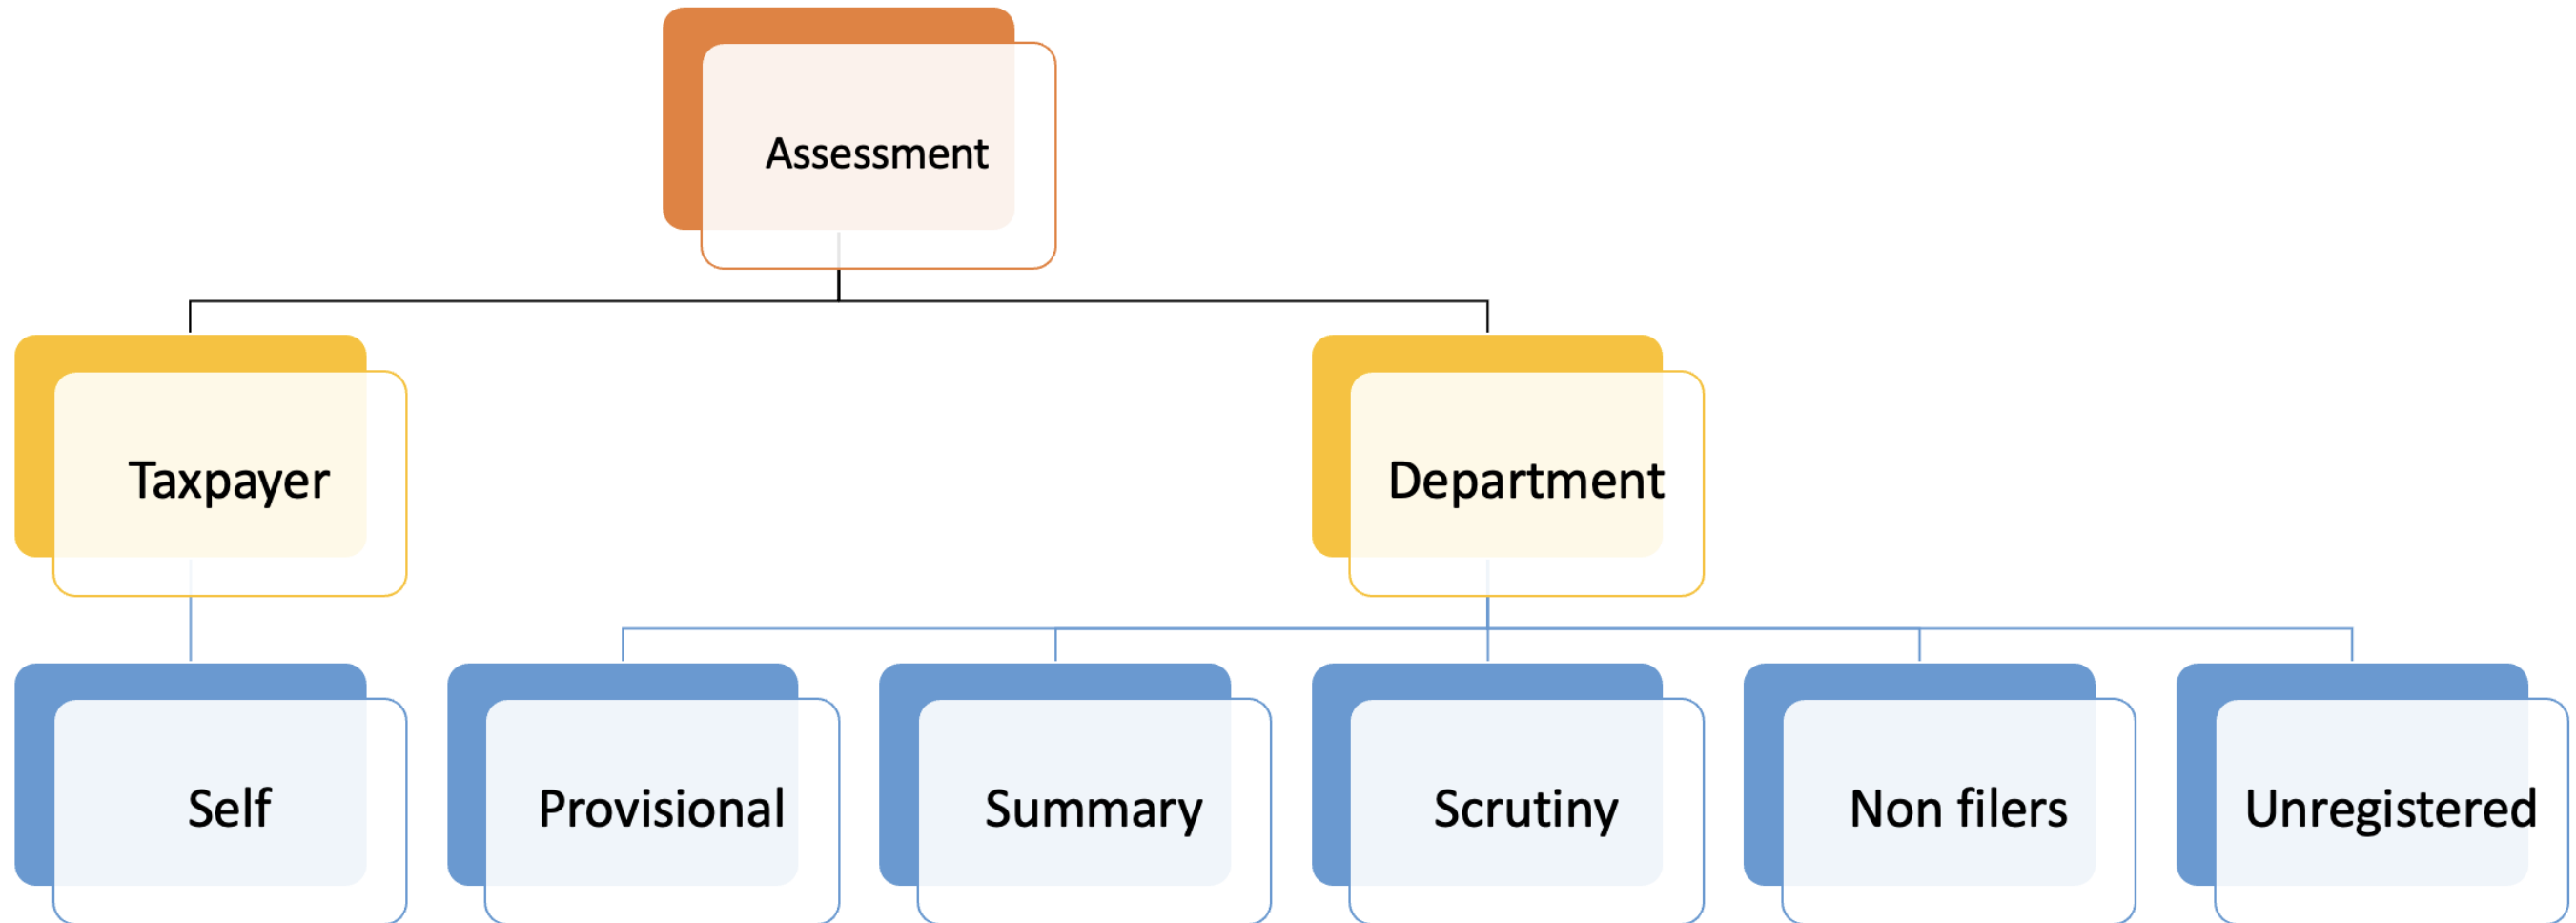 Assessment
Taxpayer
Department
Self
Provisional
Summary
Scrutiny
Non filers
Unregistered